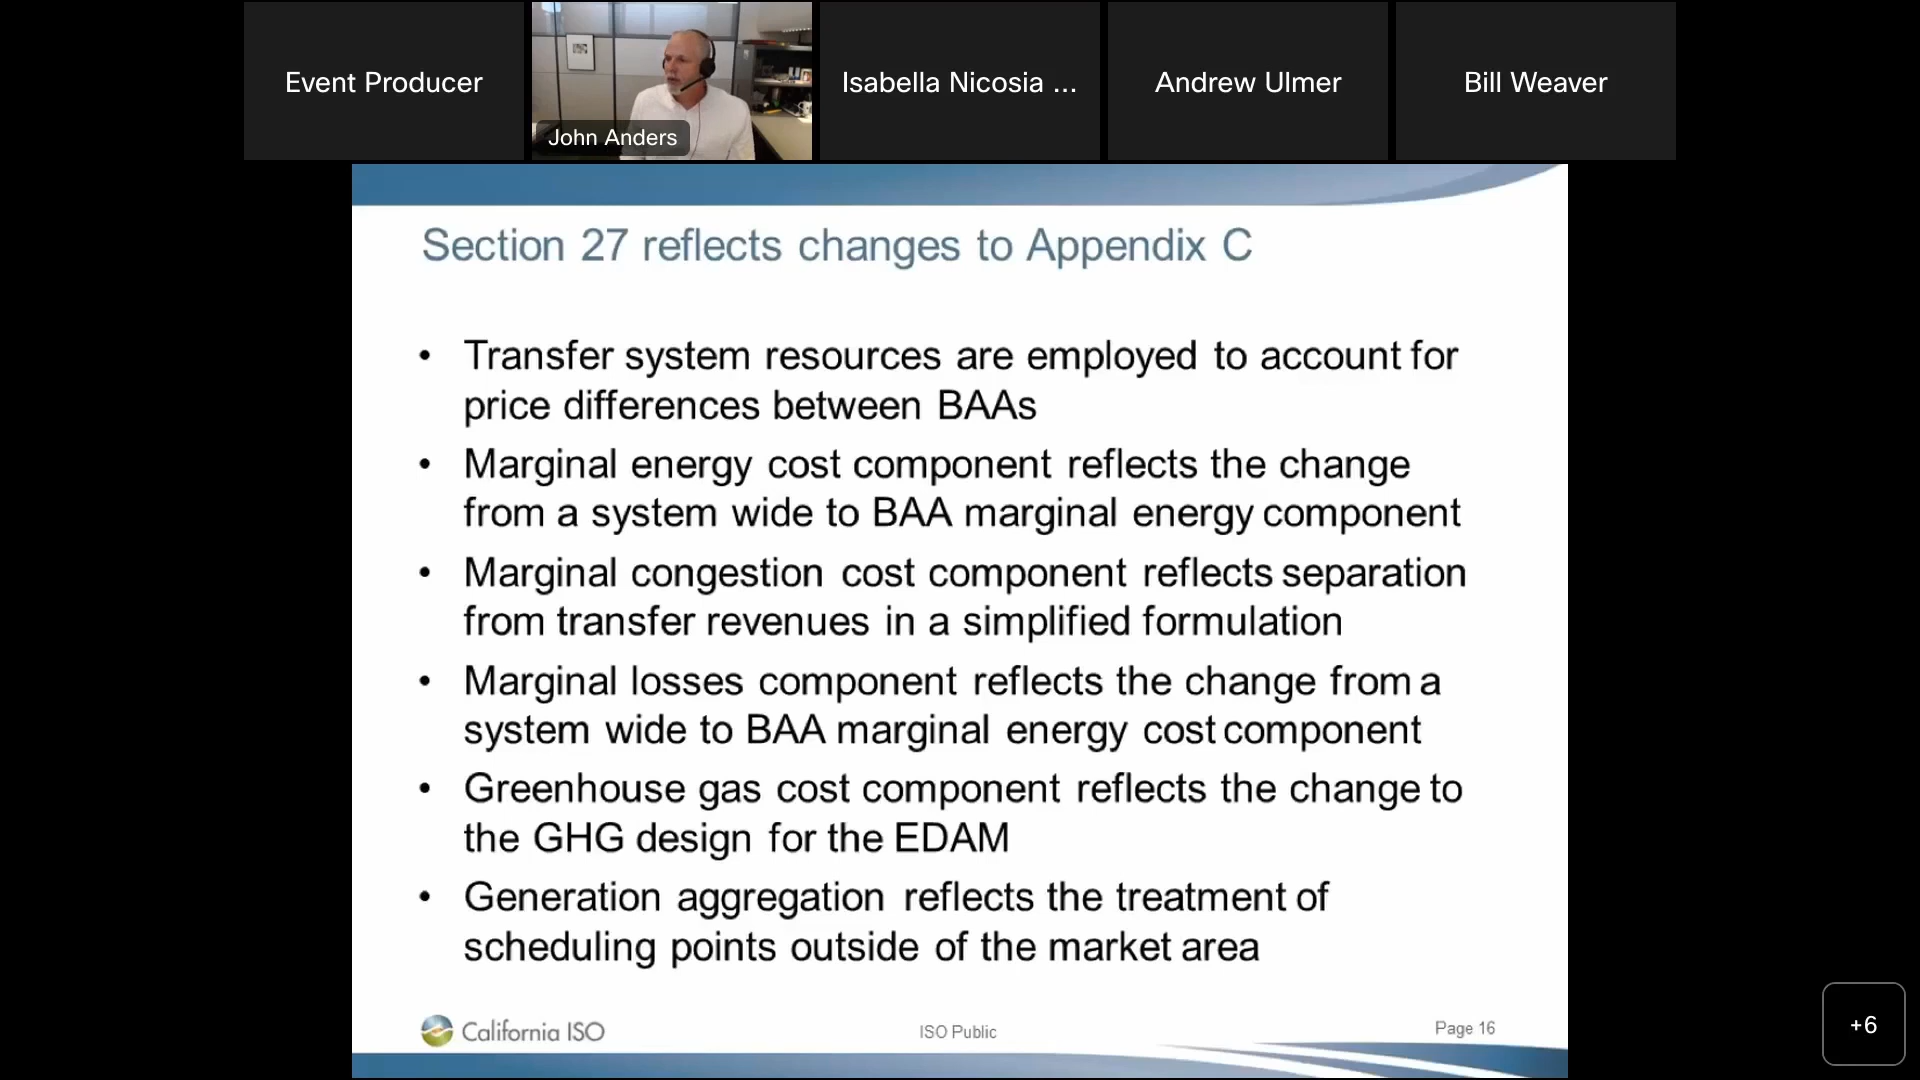 Event Producer
John Anders
Isabella Nicosia ...
Andrew Ulmer
Bill Weaver
Section 27 reflects changes to Appendix C
• Transfer system resources are employed to account for
price differences between BAAs
• Marginal energy cost component reflects the change
from a system wide to BAA marginal energy component
• Marginal congestion cost component reflects separation
from transfer revenues in a simplified formulation
• Marginal losses component reflects the change from a
system wide to BAA marginal energy cost component
• Greenhouse gas cost component reflects the change to
the GHG design for the EDAM
• Generation aggregation reflects the treatment of
scheduling points outside of the market area
California ISO
ISO Public
Page 16
+6